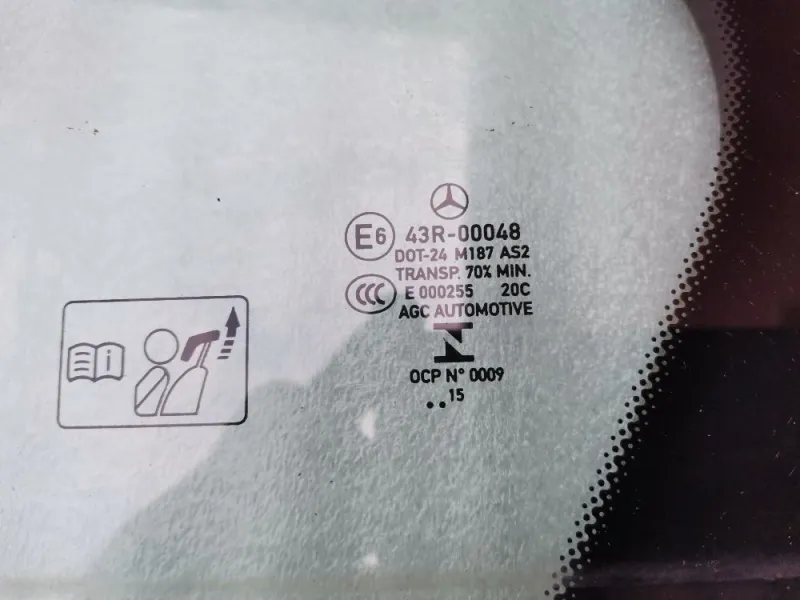 E6 43R-00048
DOT-24 M187 AS2
TRANSP. 70% MIN.
CCC E 000255 20C
AGC AUTOMOTIVE
OCP N° 0009
..15
i